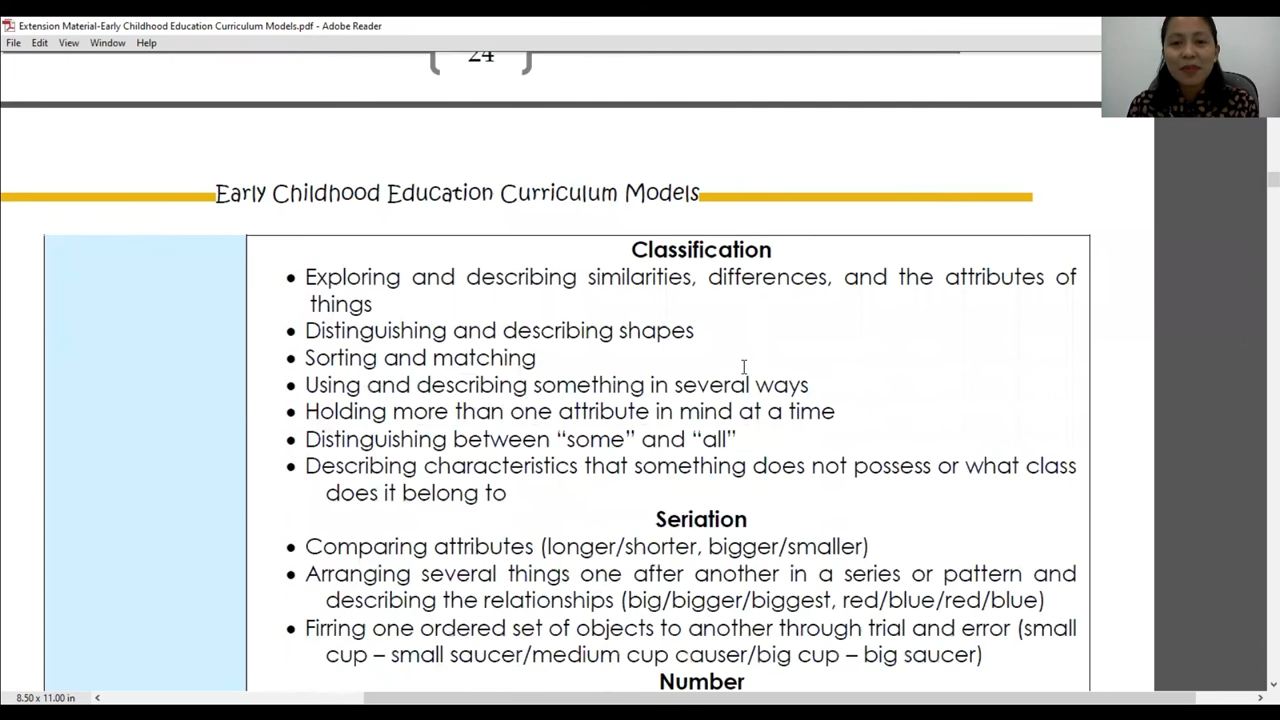 Extension Material-Early Childhood Education Curriculum Models.pdf - Adobe Reader
File Edit View Window Help
24
Early Childhood Education Curriculum Models
Classification
• Exploring and describing similarities, differences, and the attributes of
things
• Distinguishing and describing shapes
• Sorting and matching
• Using and describing something in several ways
• Holding more than one attribute in mind at a time
• Distinguishing between “some” and “all”
• Describing characteristics that something does not possess or what class
does it belong to
Seriation
• Comparing attributes (longer/shorter, bigger/smaller)
• Arranging several things one after another in a series or pattern and
describing the relationships (big/bigger/biggest, red/blue/red/blue)
• Firring one ordered set of objects to another through trial and error (small
cup – small saucer/medium cup causer/big cup – big saucer)
Number
8.50 x 11.00 in